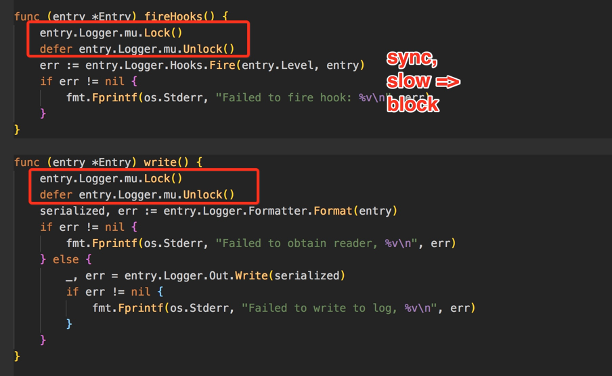 func (entry *Entry) fireHooks() {
entry.Logger.mu.Lock()
defer entry.Logger.mu.Unlock()
err := entry.Logger.Hooks.Fire(entry.Level, entry)
if err != nil {
fmt.Fprintf(os.Stderr, "Failed to fire hook: %v\n", err)
}
}
sync,
slow =>
block
func (entry *Entry) write() {
entry.Logger.mu.Lock()
defer entry.Logger.mu.Unlock()
serialized, err := entry.Logger.Formatter.Format(entry)
if err != nil {
fmt.Fprintf(os.Stderr, "Failed to obtain reader, %v\n", err)
} else {
_, err = entry.Logger.Out.Write(serialized)
if err != nil {
fmt.Fprintf(os.Stderr, "Failed to write to log, %v\n", err)
}
}
}